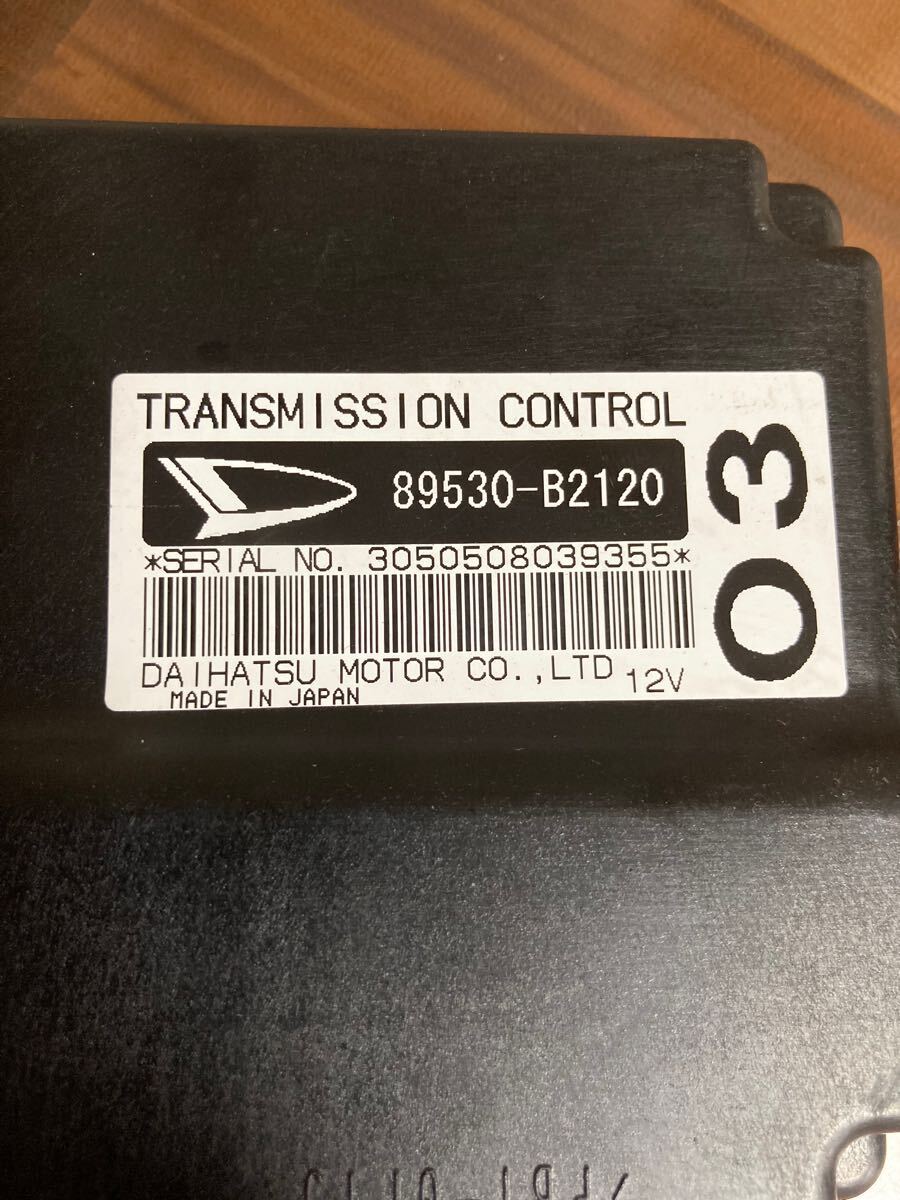 TRANSMISSION CONTROL
89530-B2120
*SERIAL NO. 3050508039355*
DAIHATSU MOTOR CO.,LTD 12V
MADE IN JAPAN
03